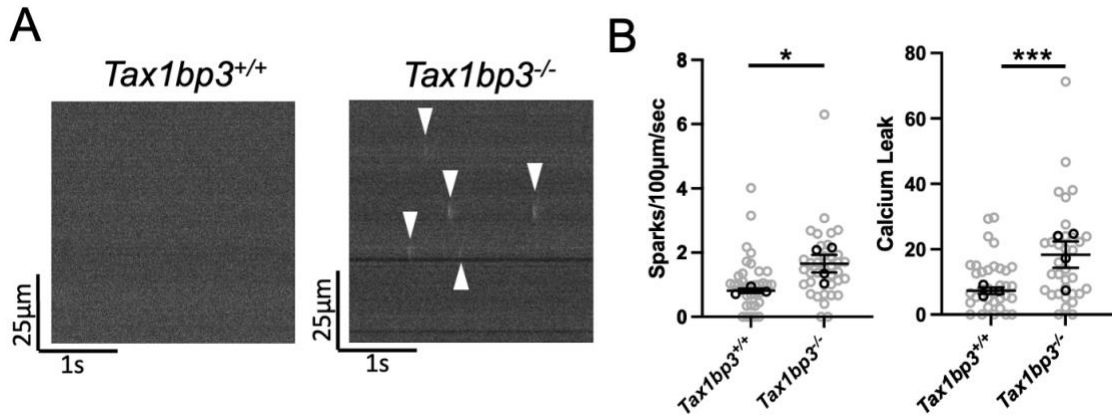 A
Tax1bp3+/+
Tax1bp3-/-
25µm
1s
25µm
1s
B
*
Sparks/100µm/sec
8
6
4
2
0
Tax1bp3+/+
Tax1bp3-/-
***
Calcium Leak
80
60
40
20
0
Tax1bp3+/+
Tax1bp3-/-